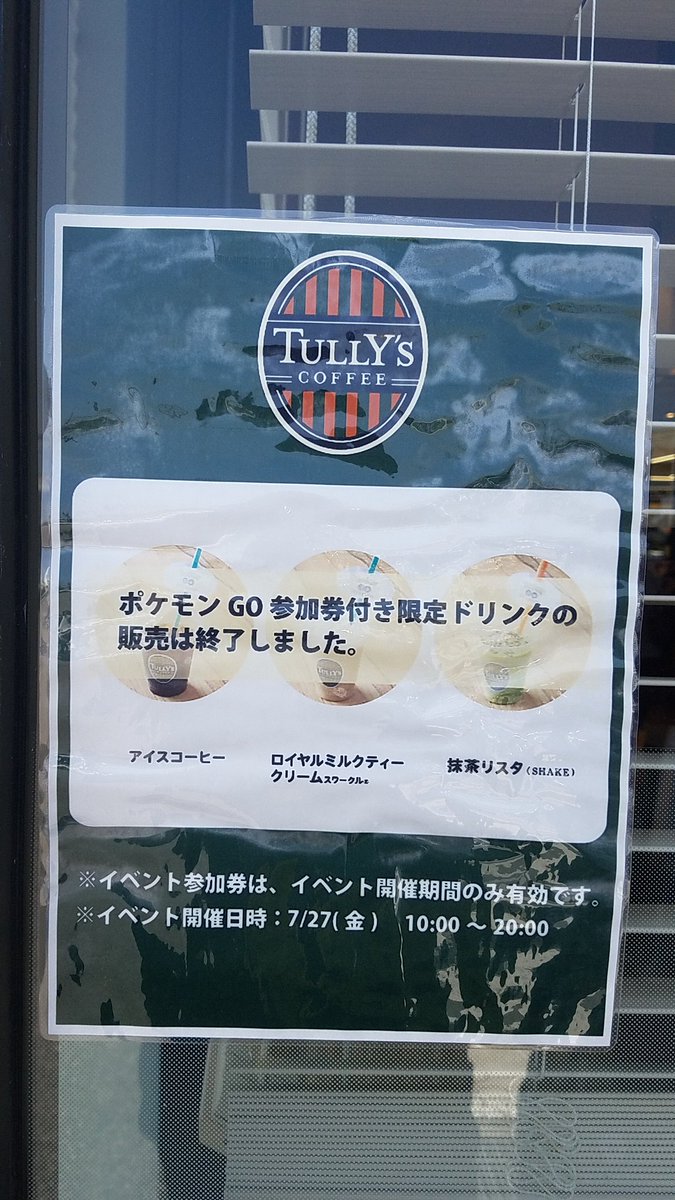 TULLY'S
COFFEE
ポケモン GO 参加券付き限定ドリンクの
販売は終了しました。
TULLY'S
TULLY'S
アイスコーヒー
ロイヤルミルクティー
クリームスワークルz
抹茶リスタ(SHAKE)
※イベント参加券は、イベント開催期間のみ有効です。
※イベント開催日時：7/27(金) 10:00 ～ 20:00